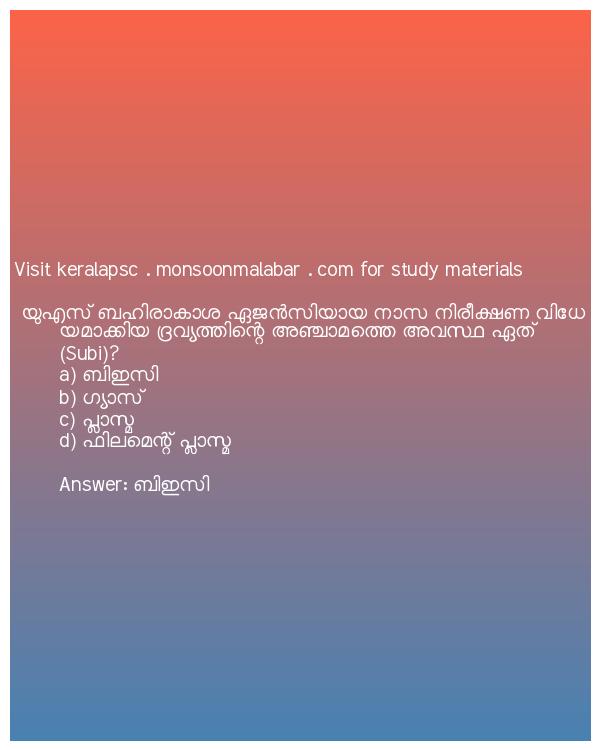 Visit keralapsc . monsoonmalabar . com for study materials
യുഎസ് ബഹിരാകാശ ഏജൻസിയായ നാസ നിരീക്ഷണ വിധേ
യമാക്കിയ ദ്രവ്യത്തിന്റെ അഞ്ചാമത്തെ അവസ്ഥ ഏത്
(Subi)?
a) ബിഇസി
b) ഗ്യാസ്
c) പ്ലാസ്മ
d) ഫിലമെന്റ് പ്ലാസ്മ
Answer: ബിഇസി